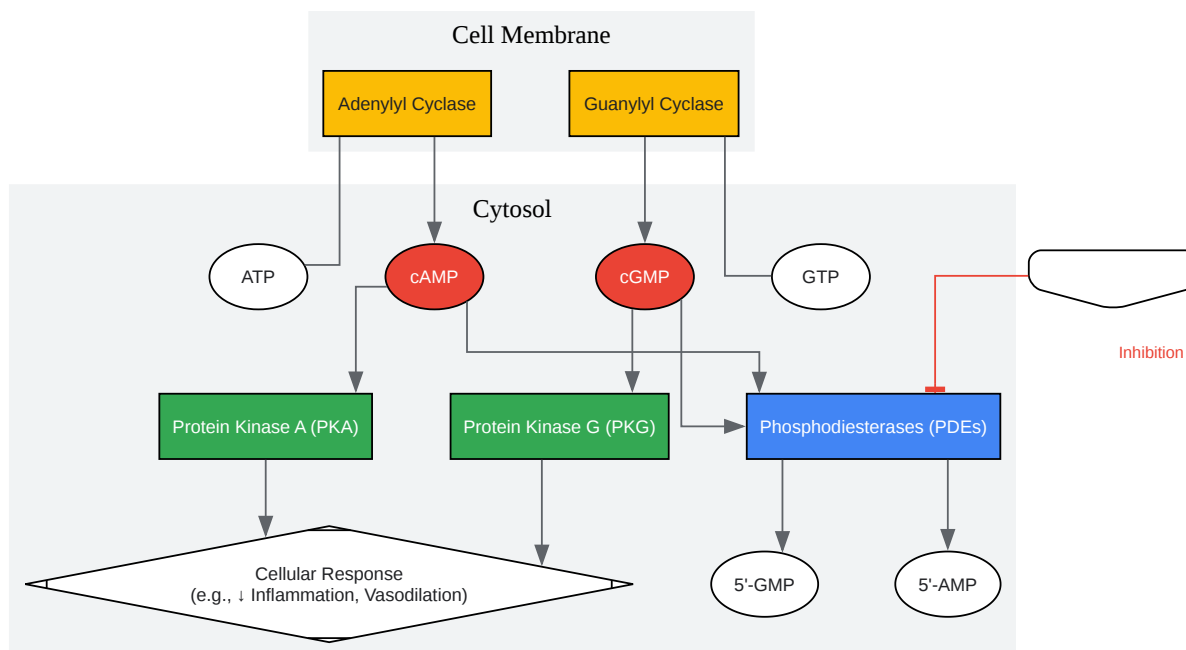 Cell Membrane
Adenylyl Cyclase
Guanylyl Cyclase
Cytosol
ATP
cAMP
cGMP
GTP
Inhibition
Protein Kinase A (PKA)
Protein Kinase G (PKG)
Phosphodiesterases (PDEs)
Cellular Response
(e.g., ↓ Inflammation, Vasodilation)
5'-GMP
5'-AMP